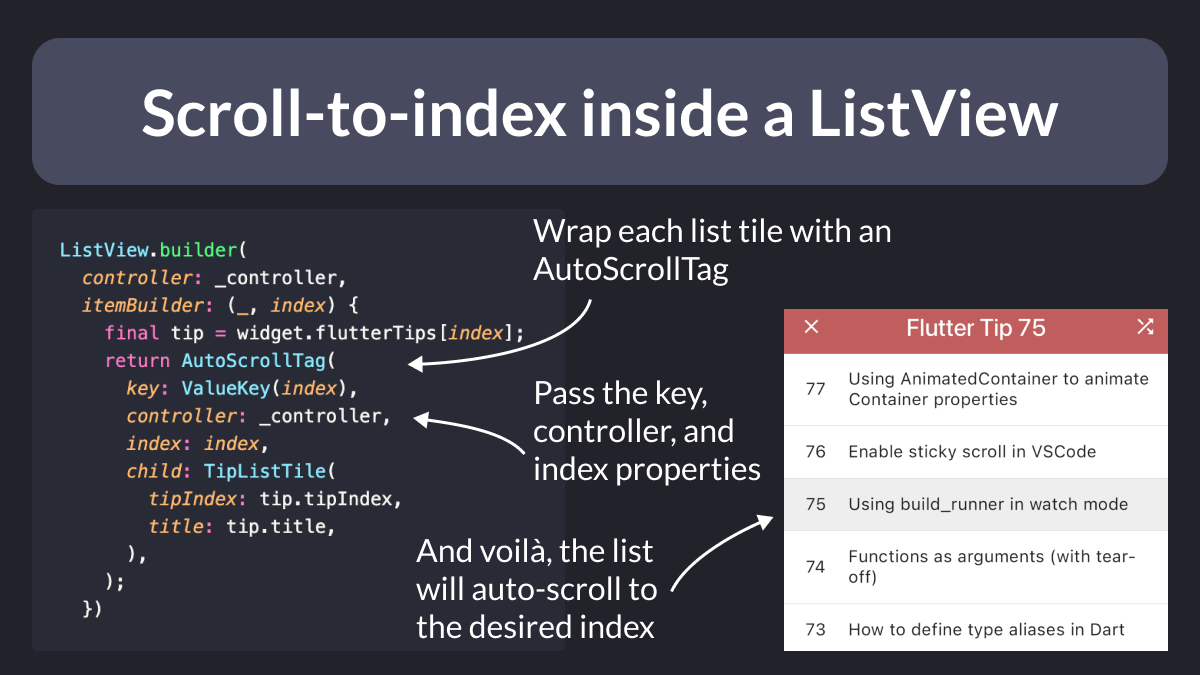 Scroll-to-index inside a ListView
ListView.builder(
  controller: _controller,
  itemBuilder: (_, index) {
    final tip = widget.flutterTips[index];
    return AutoScrollTag(
      key: ValueKey(index),
      controller: _controller,
      index: index,
      child: TipListTile(
        tipIndex: tip.tipIndex,
        title: tip.title,
      ),
    );
  })
Wrap each list tile with an
AutoScrollTag
Pass the key,
controller, and
index properties
And voilà, the list
will auto-scroll to
the desired index
Flutter Tip 75
77 Using AnimatedContainer to animate
Container properties
76 Enable sticky scroll in VSCode
75 Using build_runner in watch mode
74 Functions as arguments (with tear-
off)
73 How to define type aliases in Dart